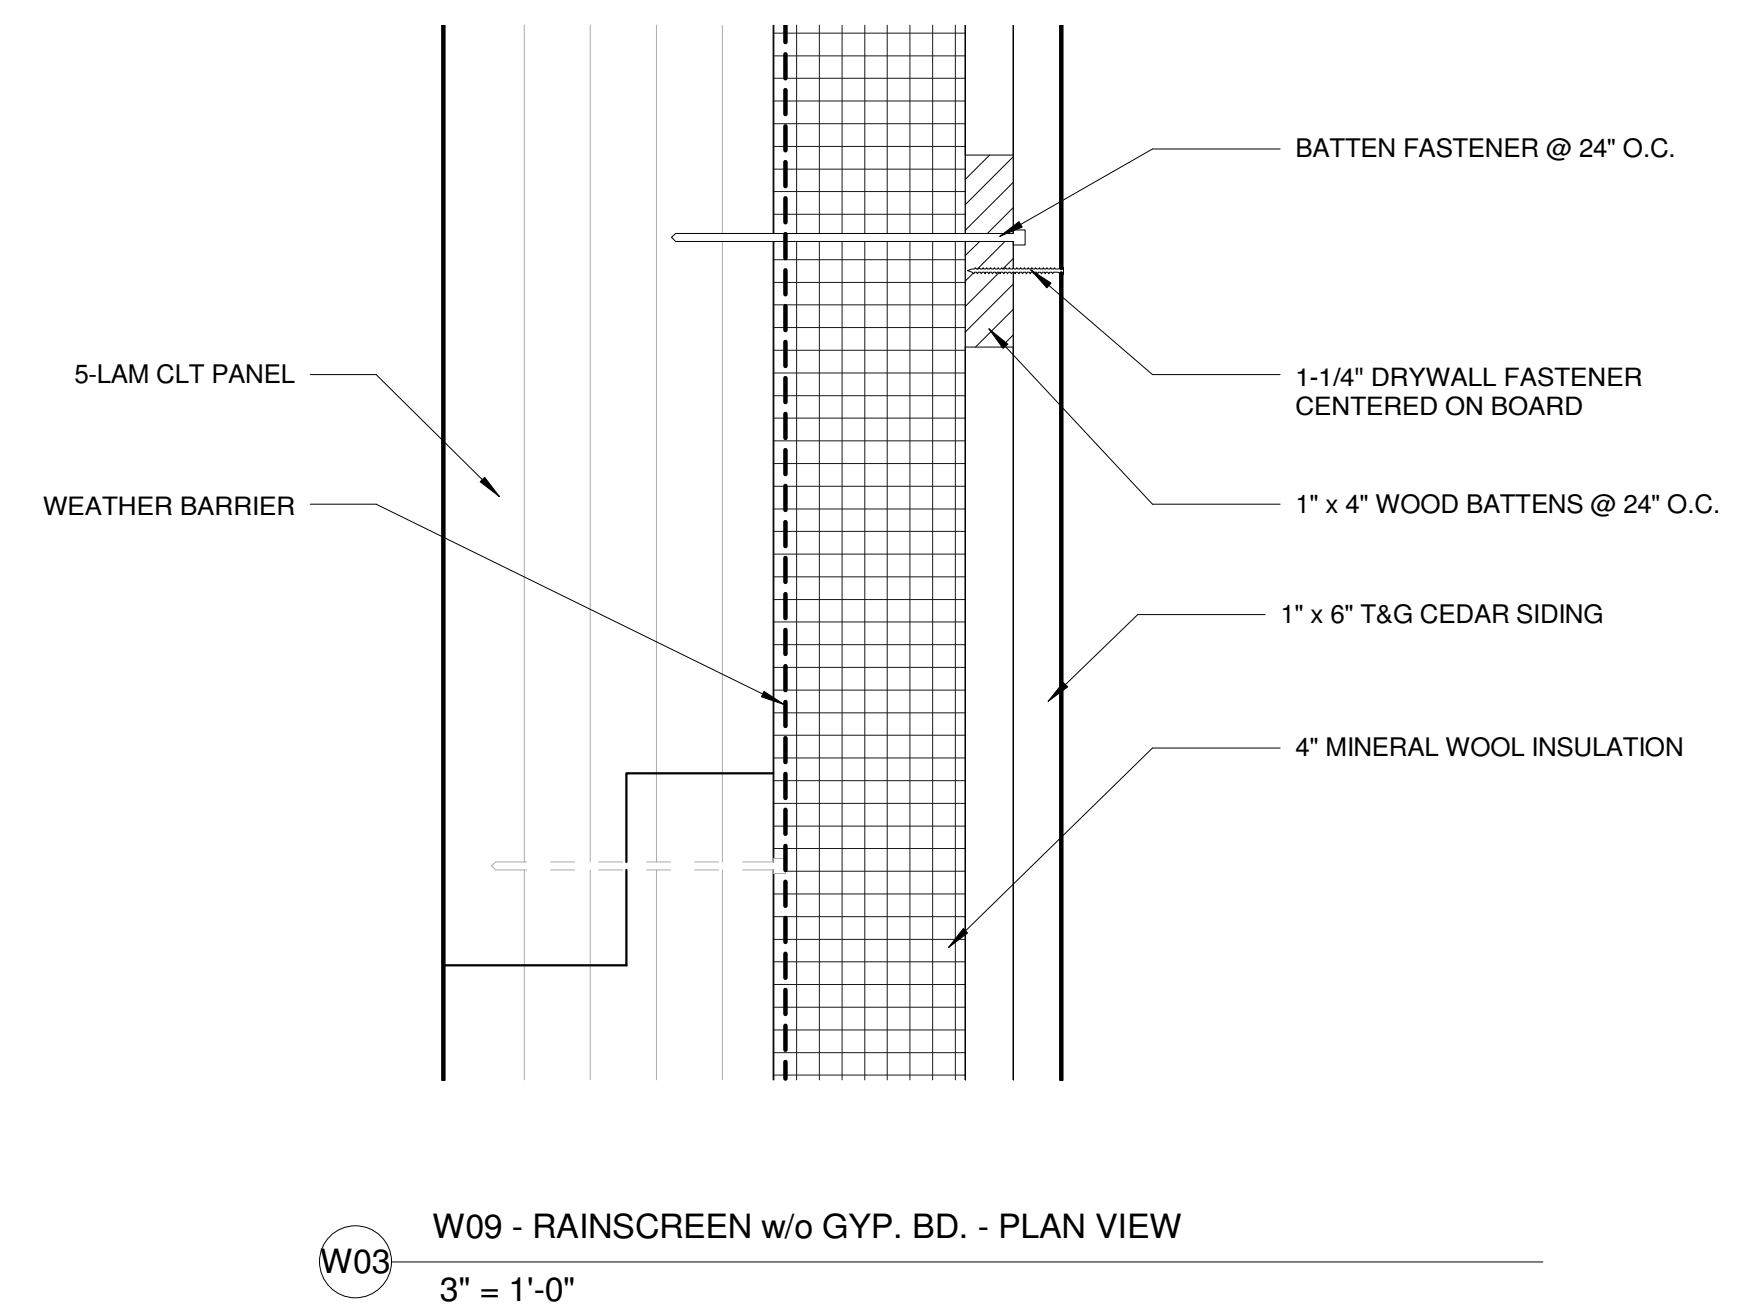 BATTEN FASTENER @ 24" O.C.
5-LAM CLT PANEL
1-1/4" DRYWALL FASTENER
CENTERED ON BOARD
WEATHER BARRIER
1" x 4" WOOD BATTENS @ 24" O.C.
1" x 6" T&G CEDAR SIDING
4" MINERAL WOOL INSULATION
W09 - RAINSCREEN w/o GYP. BD. - PLAN VIEW
W03
3" = 1'-0"